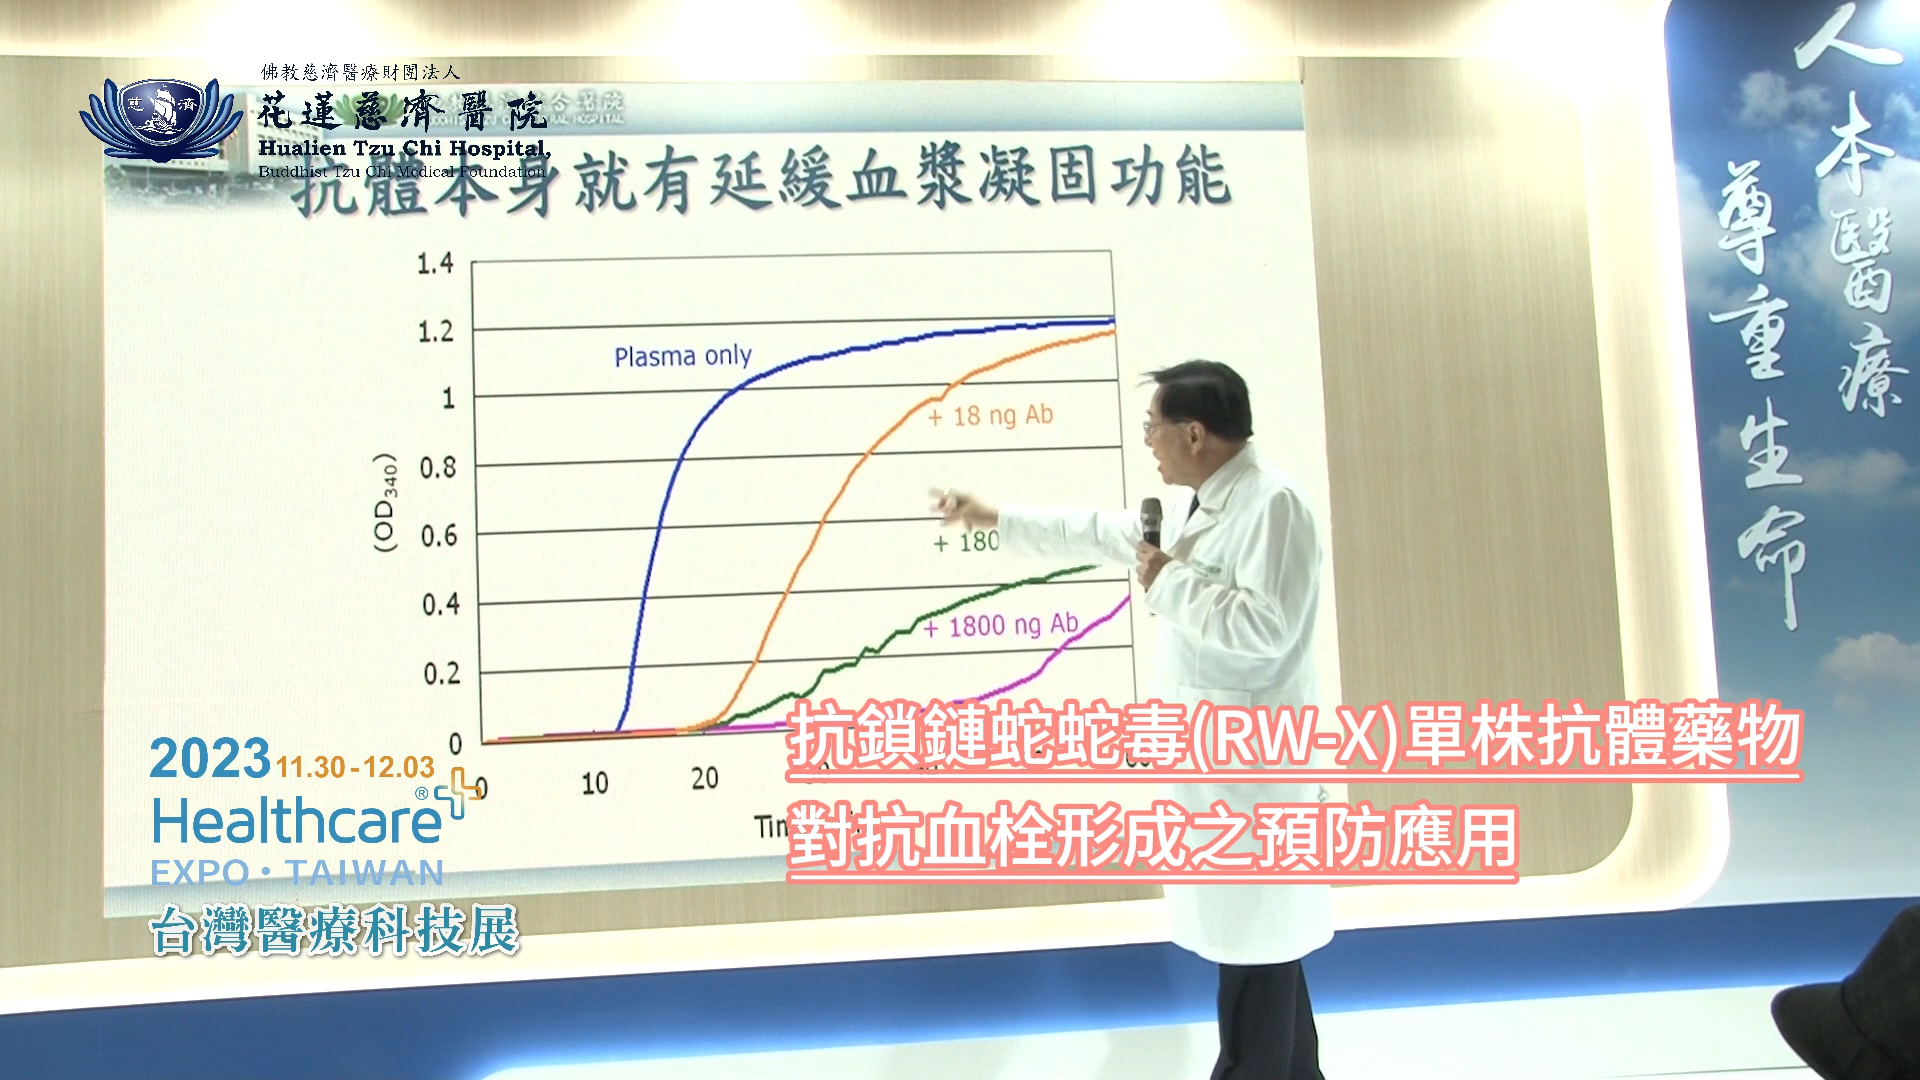 佛教慈濟醫療財團法人
花蓮慈濟醫院
Hualien Tzu Chi Hospital,
Buddhist Tzu Chi Medical Foundation
慈濟
抗體本身就有延緩血漿凝固功能
1.4
1.2
1
0.8
0.6
0.4
0.2
0
(OD340)
Plasma only
+ 18 ng Ab
+ 180
+ 1800 ng Ab
0
10
20
人本醫療
尊重生命
抗鎖鏈蛇蛇毒(RW-X)單株抗體藥物
對抗血栓形成之預防應用
2023 11.30-12.03
Healthcare®
EXPO·TAIWAN
台灣醫療科技展